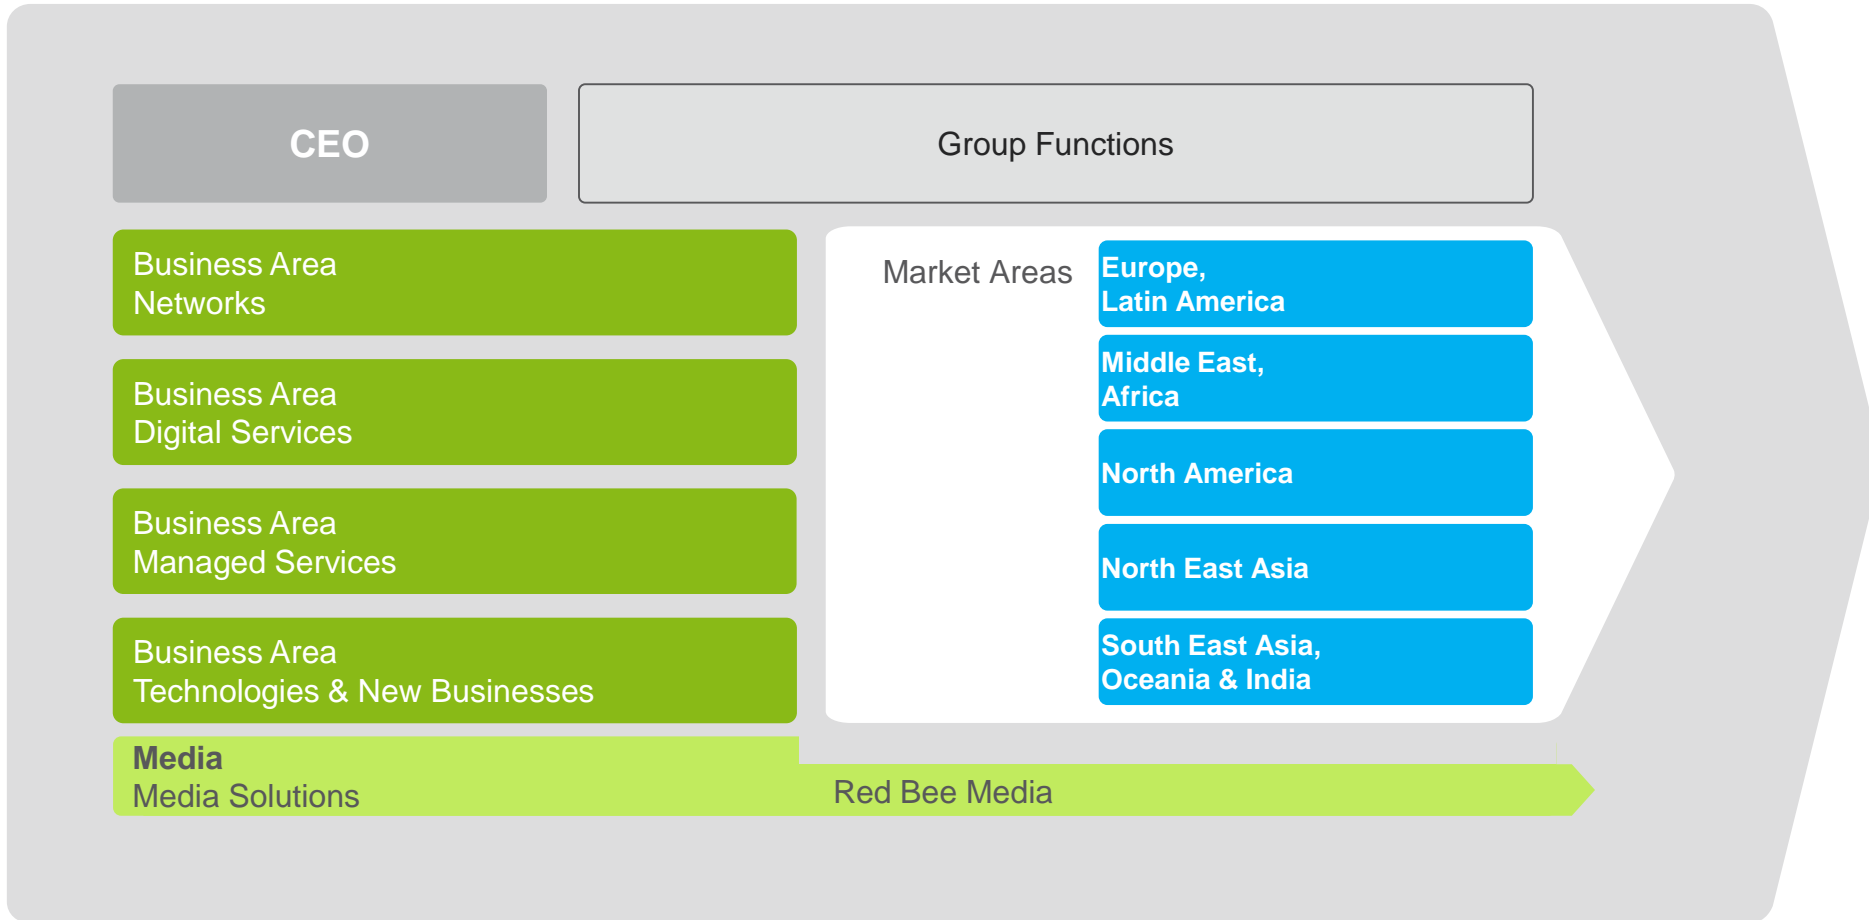 CEO
Group Functions
Business Area
Networks
Business Area
Digital Services
Business Area
Managed Services
Business Area
Technologies & New Businesses
Market Areas
Europe,
Latin America
Middle East,
Africa
North America
North East Asia
South East Asia,
Oceania & India
Media
Media Solutions
Red Bee Media